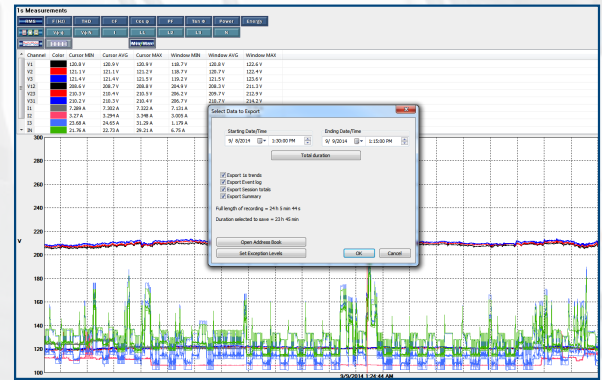 1s Measurements
RMS F (Hz) THD CF Cos φ PF Tan Φ Power Energy
Vp-g Vp-N I L1 L2 L3 N
Min/Max
Channel Color Cursor MIN Cursor AVG Cursor MAX Window MIN Window AVG Window MAX
V1 120.8 V 120.9 V 120.9 V 118.7 V 120.8 V 122.6 V
V2 121.1 V 121.1 V 121.2 V 118.7 V 120.7 V 122.4 V
V3 121.4 V 121.4 V 121.5 V 119.2 V 121.5 V 123.6 V
V12 208.6 V 208.7 V 208.8 V 204.9 V 208.3 V 211.3 V
V23 210.3 V 210.4 V 210.5 V 206.2 V 209.7 V 212.9 V
V31 210.2 V 210.3 V 210.4 V 206.7 V 210.7 V 214.2 V
I1 7.289 A 7.302 A 7.322 A 7.131 A
I2 3.27 A 3.294 A 3.348 A 3.003 A
I3 23.68 A 24.65 A 31.29 A 1.179 A
IN 21.76 A 22.73 A 29.21 A 6.75 A
Select Data to Export
Starting Date/Time Ending Date/Time
9/ 8/2014 1:30:00 PM 9/ 9/2014 1:15:00 PM
Total duration
Export 1s trends
Export Event log
Export Session totals
Export Summary
Full length of recording = 24 h 5 min 44 s
Duration selected to save = 23 h 45 min
Open Address Book
Set Exception Levels OK Cancel
300
280
260
240
V
220
200
180
160
140
120
100
9/9/2014 1:24:44 AM